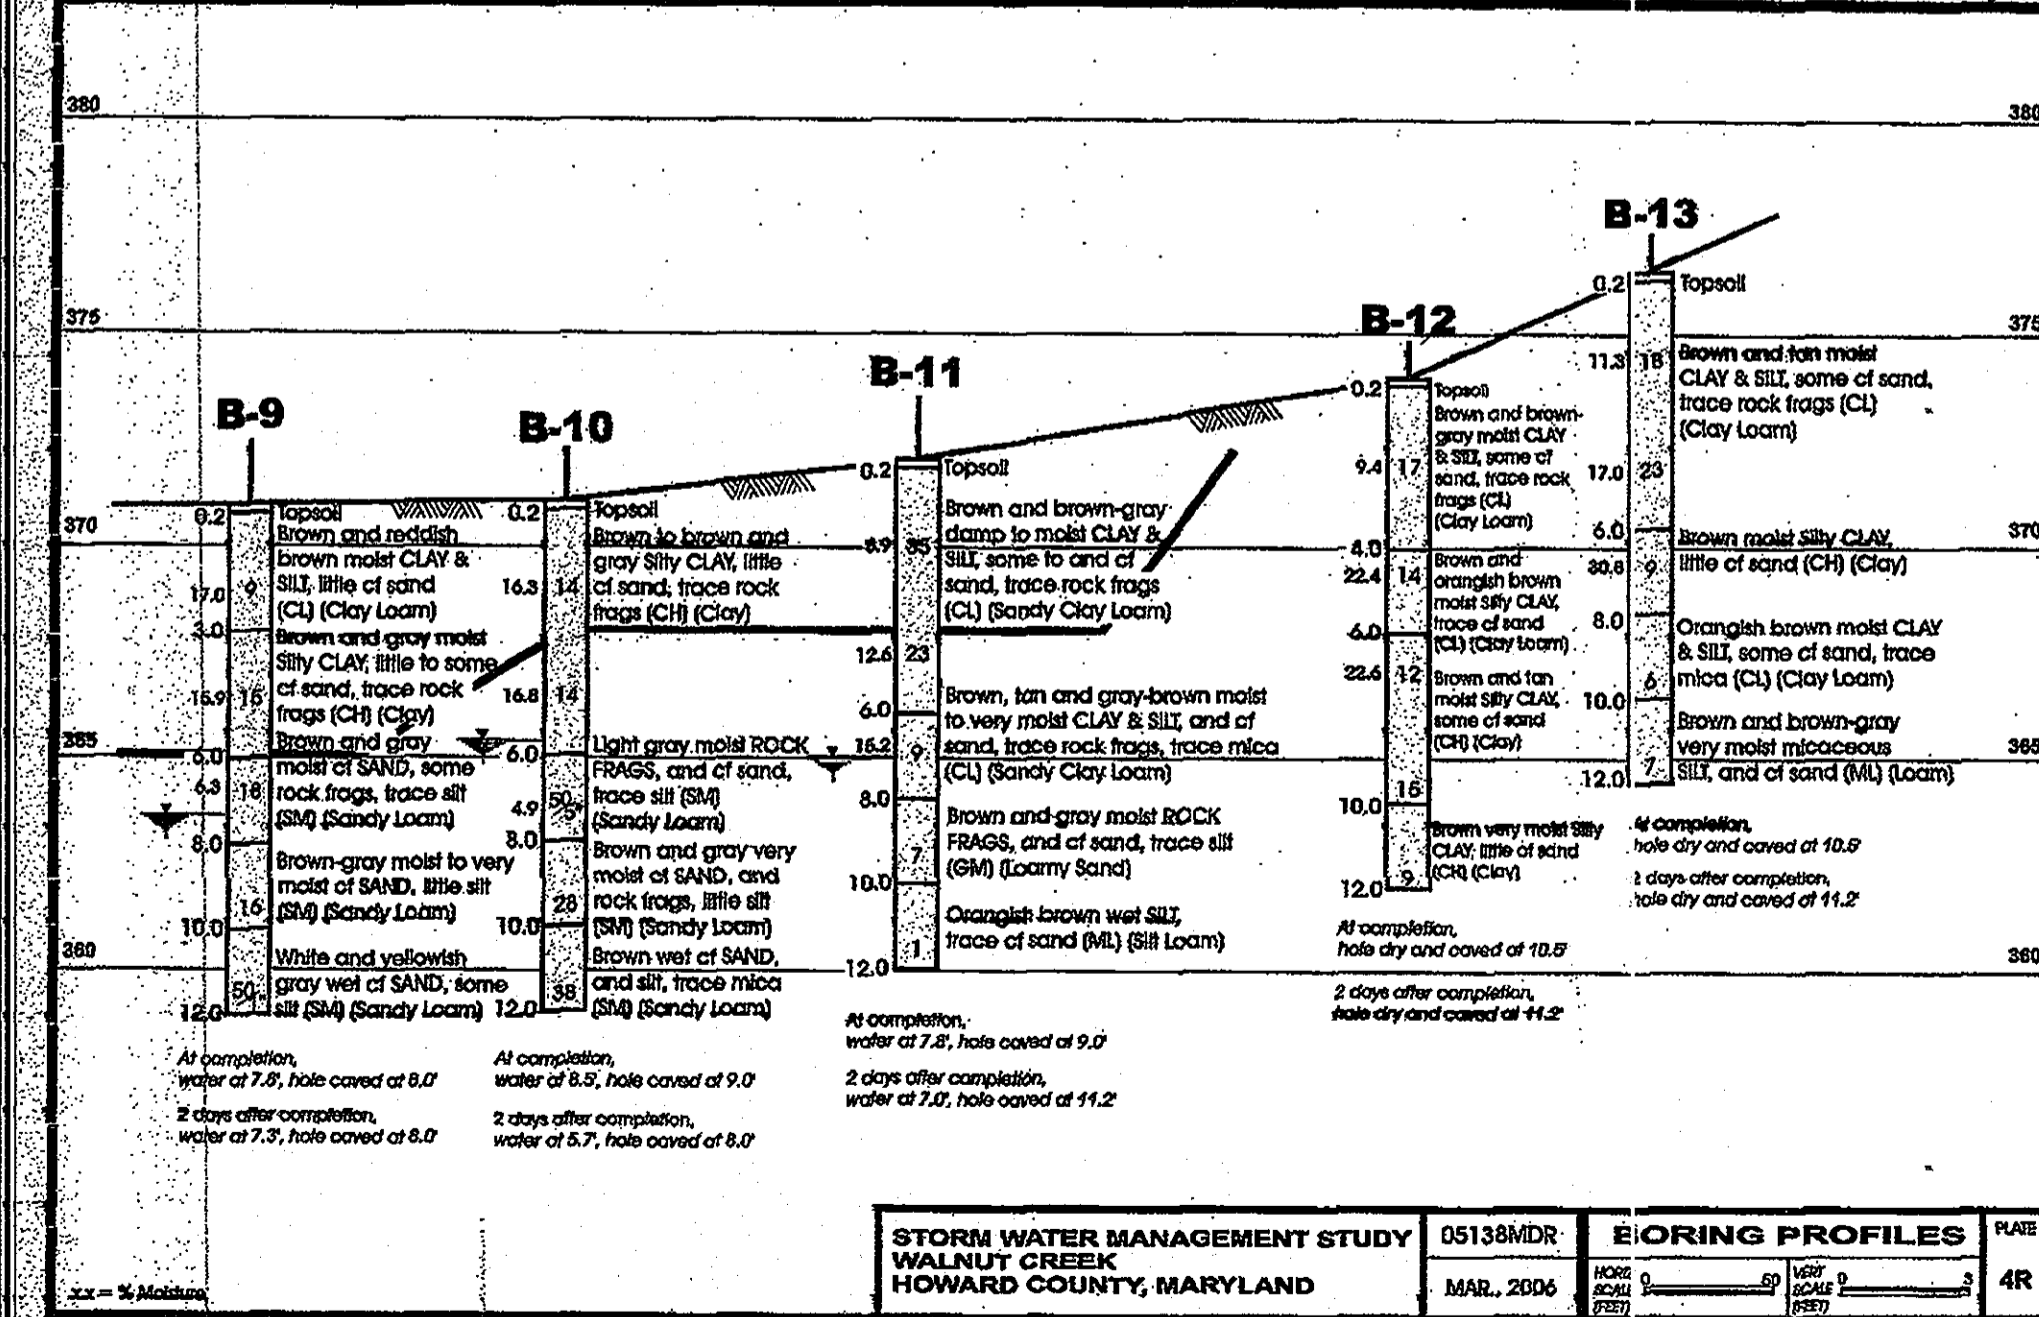 380
380
B-13
0.2
Topsoil
375
375
B-12
11.3
18
Brown and tan moist
CLAY & SILT, some cf sand,
trace rock frags (CL)
(Clay Loam)
17.0
23
6.0
Brown moist Silty CLAY,
little cf sand (CH) (Clay)
30.8
9
8.0
Orangish brown moist CLAY
& SILT, some cf sand, trace
mica (CL) (Clay Loam)
6
10.0
Brown and brown-gray
very moist micaceous
SILT, and cf sand (ML) (Loam)
12.0
7
At completion,
hole dry and caved at 10.8'
2 days after completion,
hole dry and caved at 11.2'
0.2
Topsoil
Brown and brown-
gray moist CLAY
& SILT, some cf
sand, trace rock
frags (CL)
(Clay Loam)
9.4
17
4.0
Brown and
orangish brown
moist Silty CLAY,
trace cf sand
(CL) (Clay Loam)
22.4
14
6.0
22.6
12
Brown and tan
moist Silty CLAY,
some cf sand
(CH) (Clay)
15
10.0
Brown very moist Silty
CLAY, little cf sand
(CH) (Clay)
9
12.0
At completion,
hole dry and caved at 10.5'
2 days after completion,
hole dry and caved at 11.2'
B-11
0.2
Topsoil
Brown and brown-gray
damp to moist CLAY &
SILT, some to and cf
sand, trace rock frags
(CL) (Sandy Clay Loam)
8.9
35
12.6
23
6.0
Brown, tan and gray-brown moist
to very moist CLAY & SILT, and cf
sand, trace rock frags, trace mica
(CL) (Sandy Clay Loam)
15.2
9
8.0
Brown and gray moist ROCK
FRAGS, and cf sand, trace silt
(GM) (Loamy Sand)
7
10.0
Orangish brown wet SILT,
trace cf sand (ML) (Silt Loam)
1
12.0
At completion,
water at 7.8', hole caved at 9.0'
2 days after completion,
water at 7.0', hole caved at 11.2'
B-10
0.2
Topsoil
Brown to brown and
gray Silty CLAY, little
cf sand, trace rock
frags (CH) (Clay)
16.3
14
16.8
14
6.0
Light gray moist ROCK
FRAGS, and cf sand,
trace silt (SM)
(Sandy Loam)
4.9
50
5"
8.0
Brown and gray very
moist cf SAND, and
rock frags, little silt
(SM) (Sandy Loam)
28
10.0
Brown wet cf SAND,
and silt, trace mica
(SM) (Sandy Loam)
38
12.0
At completion,
water at 8.5', hole caved at 9.0'
2 days after completion,
water at 5.7', hole caved at 8.0'
B-9
0.2
Topsoil
Brown and reddish
brown moist CLAY &
SILT, little cf sand
(CL) (Clay Loam)
17.0
9
3.0
Brown and gray moist
Silty CLAY, little to some
cf sand, trace rock
frags (CH) (Clay)
15.9
15
6.0
Brown and gray
moist cf SAND, some
rock frags, trace silt
(SM) (Sandy Loam)
6.3
18
8.0
Brown-gray moist to very
moist cf SAND, little silt
(SM) (Sandy Loam)
16
10.0
White and yellowish
gray wet cf SAND, some
silt (SM) (Sandy Loam)
50
12.0
At completion,
water at 7.8', hole caved at 8.0'
2 days after completion,
water at 7.3', hole caved at 8.0'
370
370
365
365
360
360
xx = % Moisture
STORM WATER MANAGEMENT STUDY
WALNUT CREEK
HOWARD COUNTY, MARYLAND
05138MDR
MAR., 2006
BORING PROFILES
HORZ
SCALE
(FEET)
0
50
VERT
SCALE
(FEET)
0
3
PLATE
4R